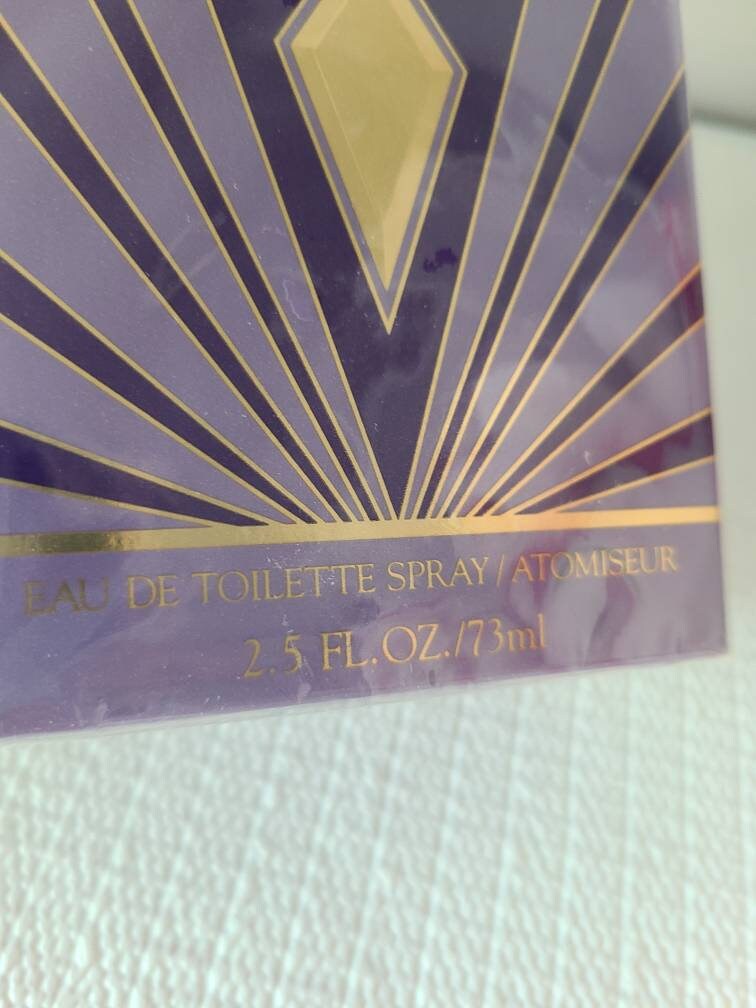 EAU DE TOILETTE SPRAY / ATOMISEUR
2.5 FL. OZ./73ml